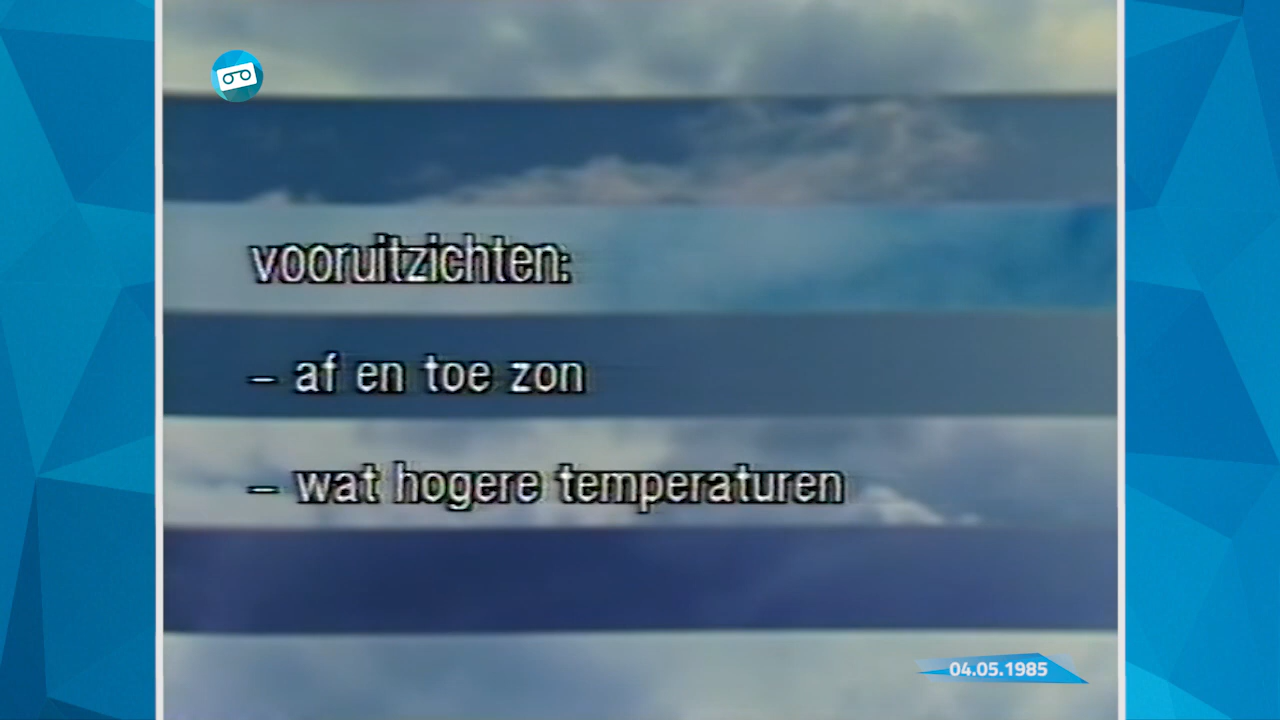 vooruitzichten:
– af en toe zon
– wat hogere temperaturen
04.05.1985